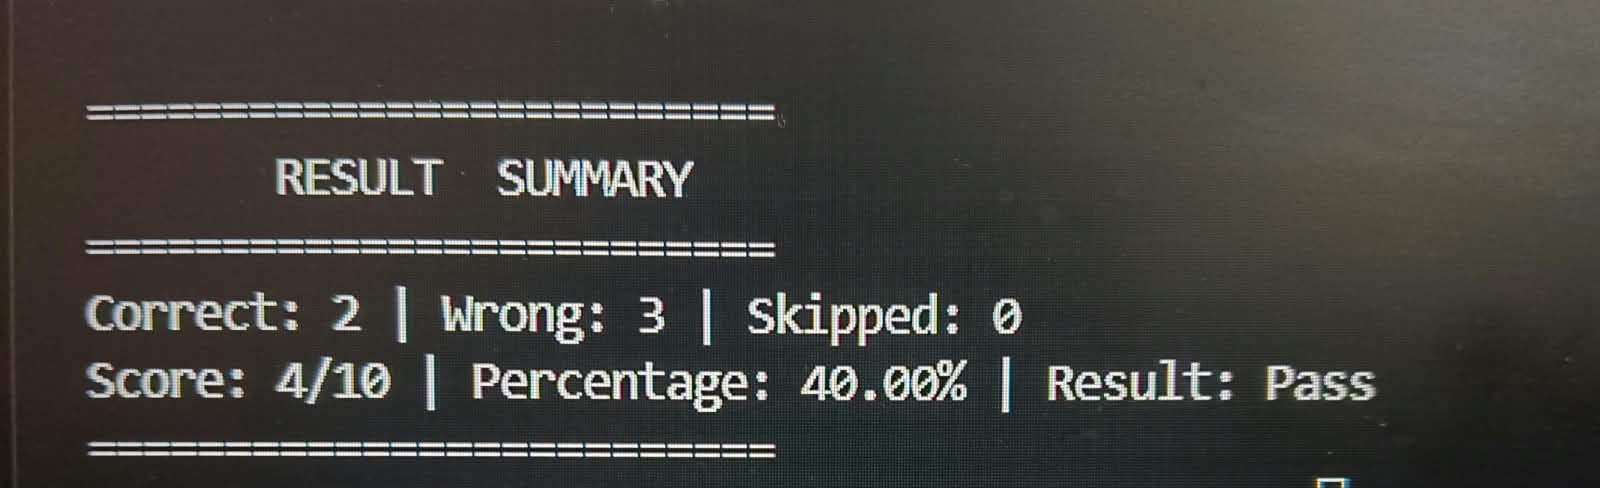 =========================
RESULT  SUMMARY
=========================
Correct: 2 | Wrong: 3 | Skipped: 0
Score: 4/10 | Percentage: 40.00% | Result: Pass
=========================